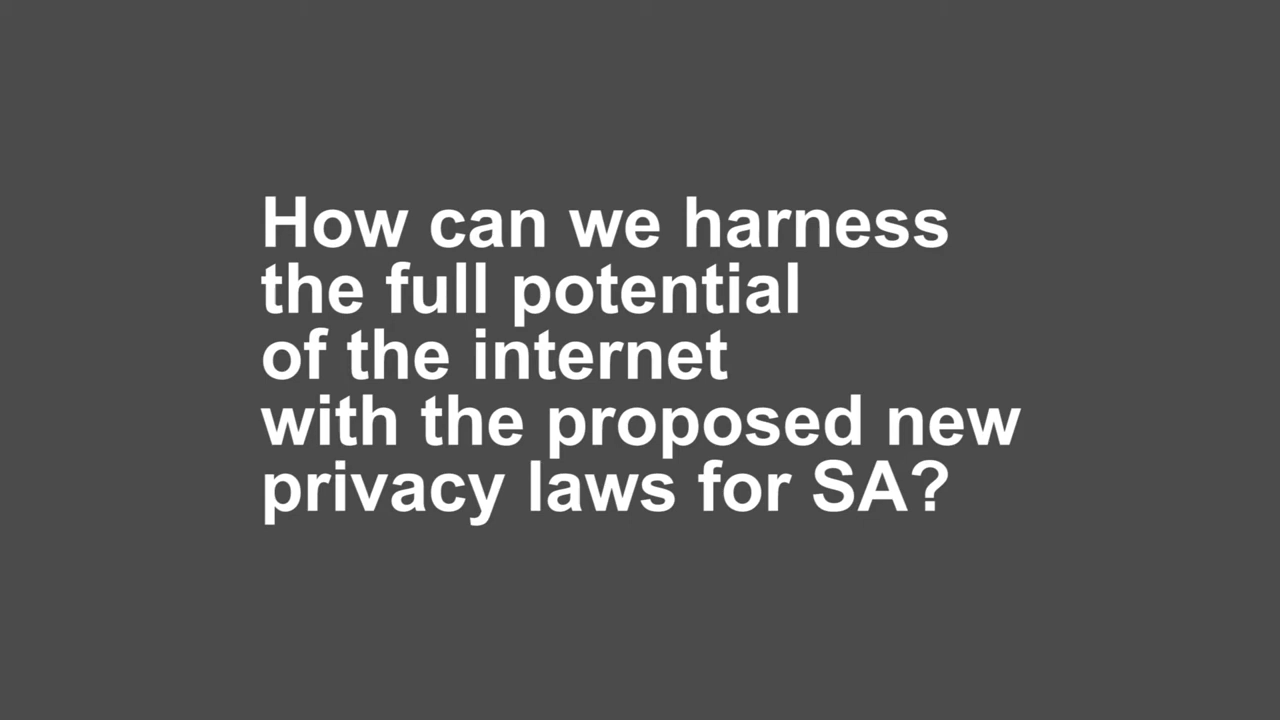 How can we harness
the full potential
of the internet
with the proposed new
privacy laws for SA?